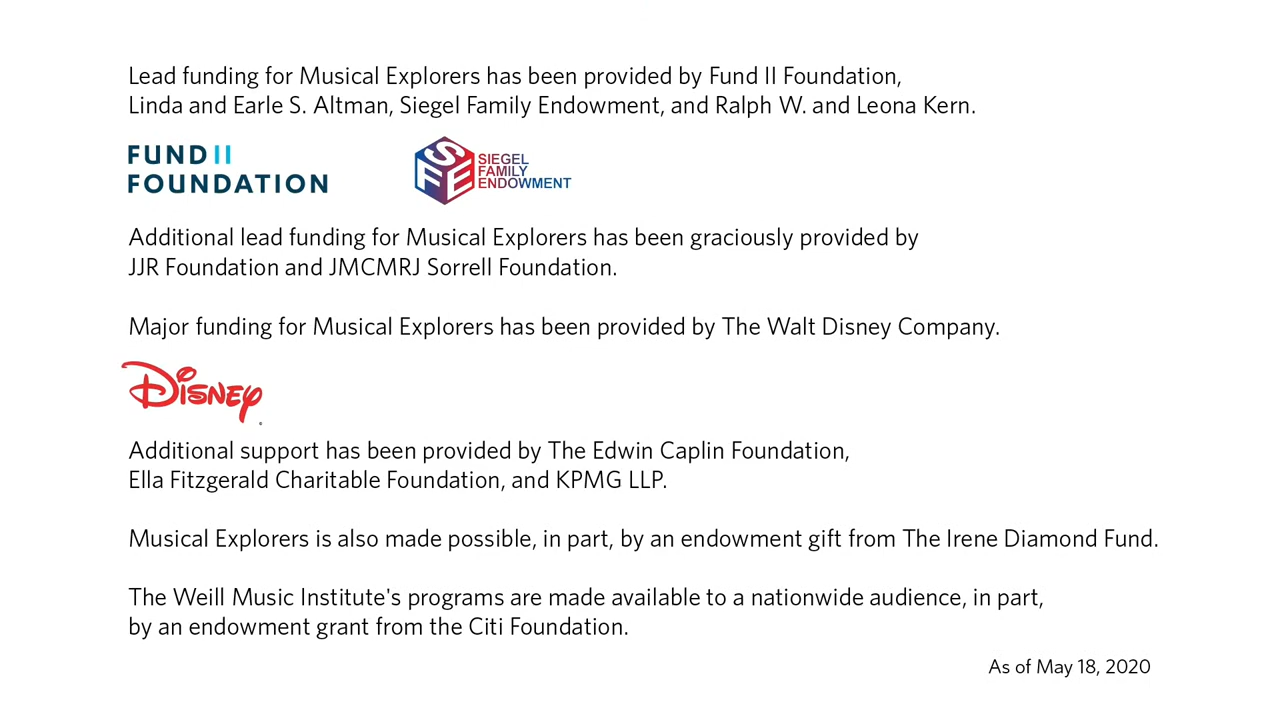 Lead funding for Musical Explorers has been provided by Fund II Foundation,
Linda and Earle S. Altman, Siegel Family Endowment, and Ralph W. and Leona Kern.
FUND II
FOUNDATION
SFE
SIEGEL
FAMILY
ENDOWMENT
Additional lead funding for Musical Explorers has been graciously provided by
JJR Foundation and JMCMRJ Sorrell Foundation.
Major funding for Musical Explorers has been provided by The Walt Disney Company.
Disney
Additional support has been provided by The Edwin Caplin Foundation,
Ella Fitzgerald Charitable Foundation, and KPMG LLP.
Musical Explorers is also made possible, in part, by an endowment gift from The Irene Diamond Fund.
The Weill Music Institute's programs are made available to a nationwide audience, in part,
by an endowment grant from the Citi Foundation.
As of May 18, 2020